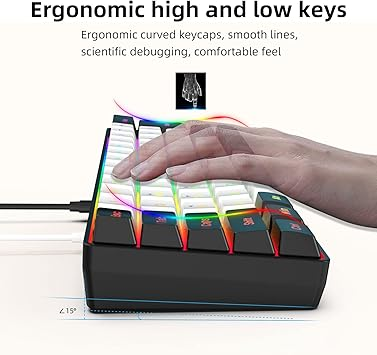 Ergonomic high and low keys
Ergonomic curved keycaps, smooth lines,
scientific debugging, comfortable feel
∠15°